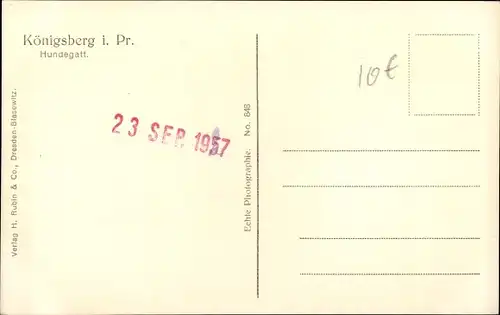 Königsberg i. Pr.
Hundegatt.
Verlag H. Rubin & Co., Dresden-Blasewitz.
23 SEP. 1957
Echte Photographie. No. 848
10€